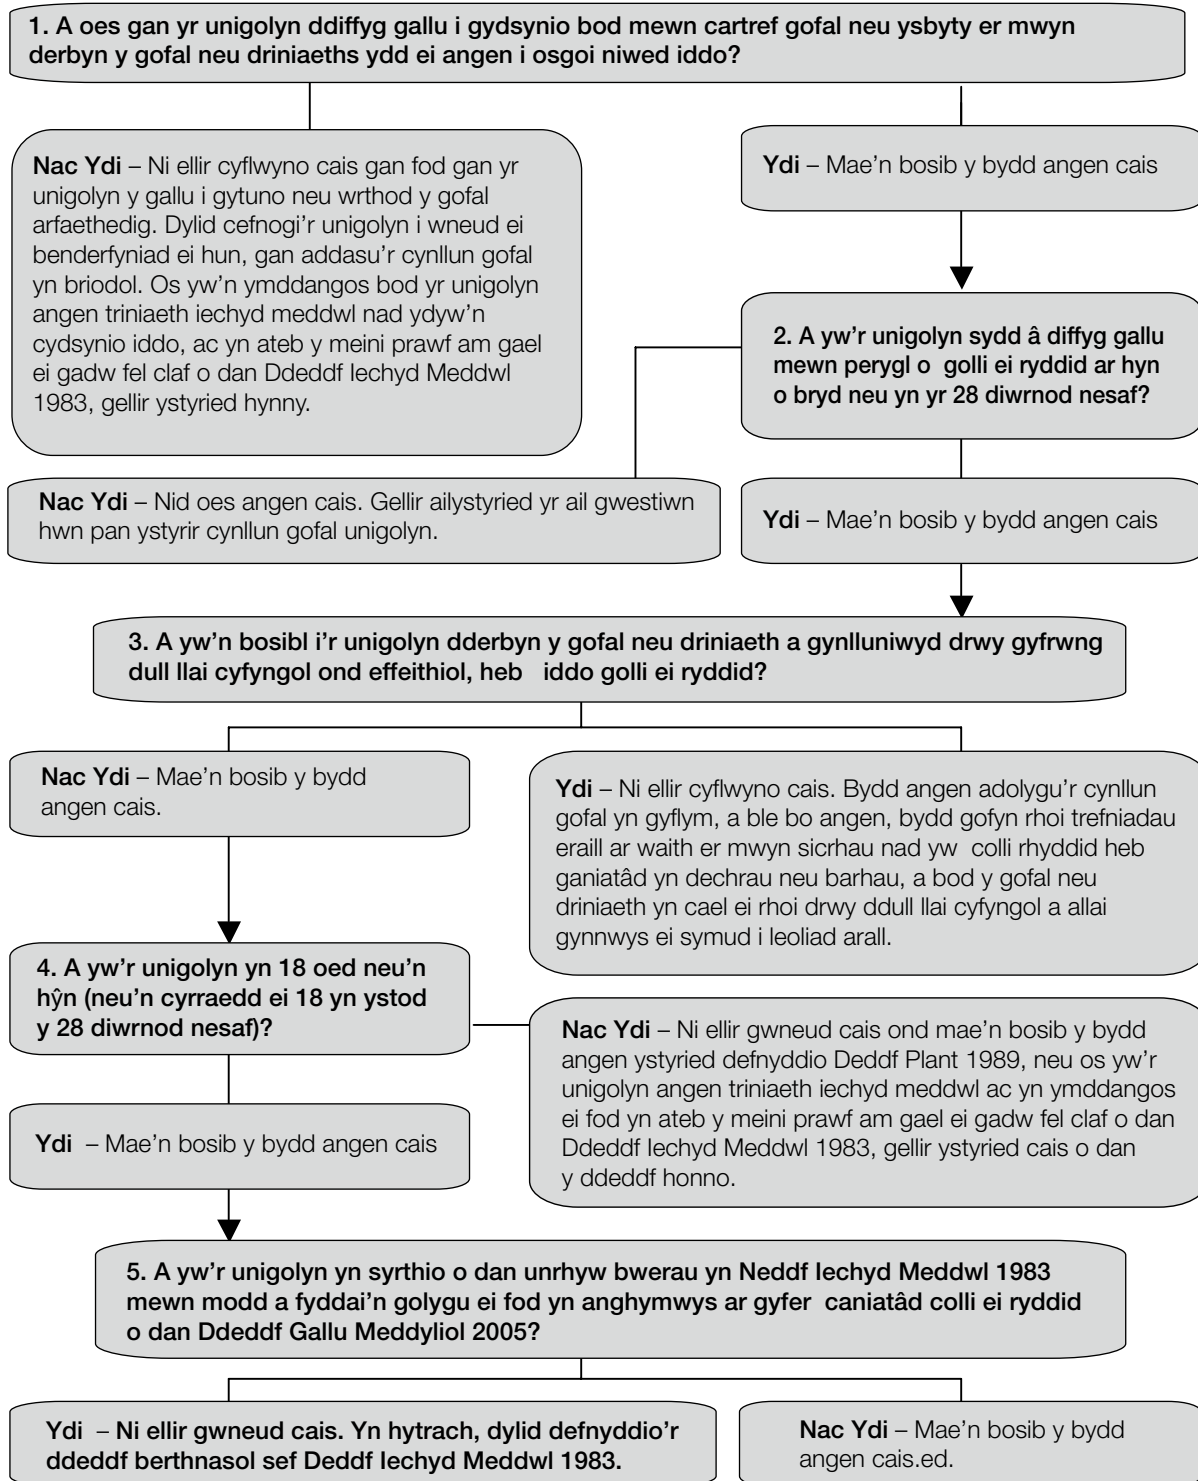 1. A oes gan yr unigolyn ddiffyg gallu i gydsynio bod mewn cartref gofal neu ysbyty er mwyn
derbyn y gofal neu driniaeths ydd ei angen i osgoi niwed iddo?
Nac Ydi – Ni ellir cyflwyno cais gan fod gan yr
unigolyn y gallu i gytuno neu wrthod y gofal
arfaethedig. Dylid cefnogi'r unigolyn i wneud ei
benderfyniad ei hun, gan addasu'r cynllun gofal
yn briodol. Os yw'n ymddangos bod yr unigolyn
angen triniaeth iechyd meddwl nad ydyw'n
cydsynio iddo, ac yn ateb y meini prawf am gael
ei gadw fel claf o dan Ddeddf Iechyd Meddwl
1983, gellir ystyried hynny.
Ydi – Mae'n bosib y bydd angen cais
2. A yw'r unigolyn sydd â diffyg gallu
mewn perygl o golli ei ryddid ar hyn
o bryd neu yn yr 28 diwrnod nesaf?
Nac Ydi – Nid oes angen cais. Gellir ailystyried yr ail gwestiwn
hwn pan ystyrir cynllun gofal unigolyn.
Ydi – Mae'n bosib y bydd angen cais
3. A yw'n bosibl i'r unigolyn dderbyn y gofal neu driniaeth a gynlluniwyd drwy gyfrwng
dull llai cyfyngol ond effeithiol, heb iddo golli ei ryddid?
Nac Ydi – Mae'n bosib y bydd
angen cais.
Ydi – Ni ellir cyflwyno cais. Bydd angen adolygu'r cynllun
gofal yn gyflym, a ble bo angen, bydd gofyn rhoi trefniadau
eraill ar waith er mwyn sicrhau nad yw colli rhyddid heb
ganiatâd yn dechrau neu barhau, a bod y gofal neu
driniaeth yn cael ei rhoi drwy ddull llai cyfyngol a allai
gynnwys ei symud i leoliad arall.
4. A yw'r unigolyn yn 18 oed neu'n
hŷn (neu'n cyrraedd ei 18 yn ystod
y 28 diwrnod nesaf)?
Nac Ydi – Ni ellir gwneud cais ond mae'n bosib y bydd
angen ystyried defnyddio Deddf Plant 1989, neu os yw'r
unigolyn angen triniaeth iechyd meddwl ac yn ymddangos
ei fod yn ateb y meini prawf am gael ei gadw fel claf o dan
Ddeddf Iechyd Meddwl 1983, gellir ystyried cais o dan
y ddeddf honno.
Ydi – Mae'n bosib y bydd angen cais
5. A yw'r unigolyn yn syrthio o dan unrhyw bwerau yn Neddf Iechyd Meddwl 1983
mewn modd a fyddai'n golygu ei fod yn anghymwys ar gyfer caniatâd colli ei ryddid
o dan Ddeddf Gallu Meddyliol 2005?
Ydi – Ni ellir gwneud cais. Yn hytrach, dylid defnyddio'r
ddeddf berthnasol sef Deddf Iechyd Meddwl 1983.
Nac Ydi – Mae'n bosib y bydd
angen cais.ed.